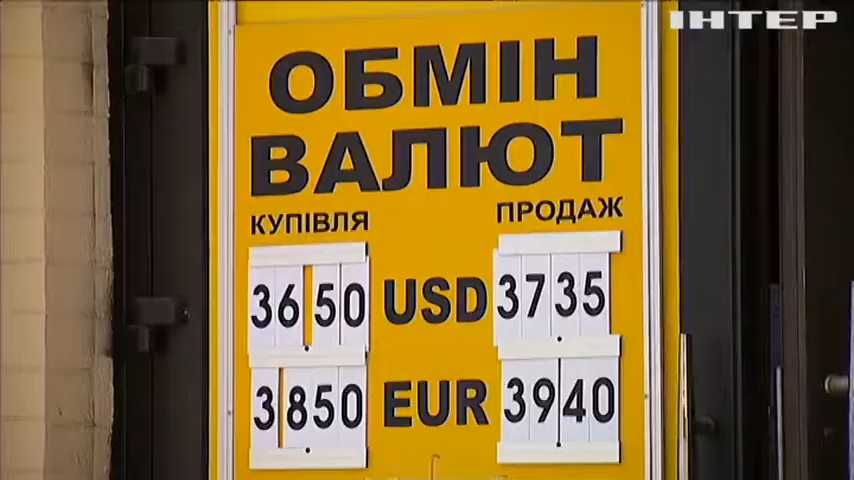 ІНТЕР
ОБМІН
ВАЛЮТ
КУПІВЛЯ ПРОДАЖ
36.50 USD 37.35
38.50 EUR 39.40